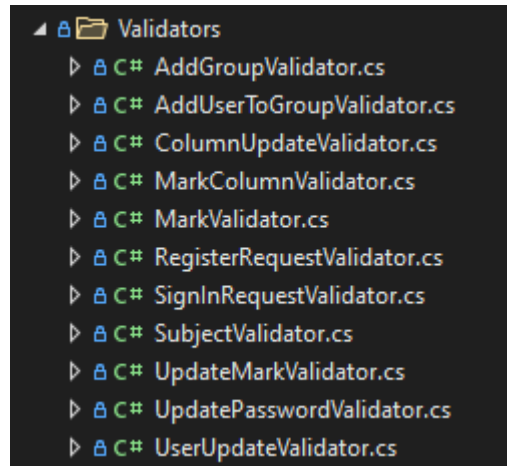 Validators
C# AddGroupValidator.cs
C# AddUserToGroupValidator.cs
C# ColumnUpdateValidator.cs
C# MarkColumnValidator.cs
C# MarkValidator.cs
C# RegisterRequestValidator.cs
C# SignInRequestValidator.cs
C# SubjectValidator.cs
C# UpdateMarkValidator.cs
C# UpdatePasswordValidator.cs
C# UserUpdateValidator.cs